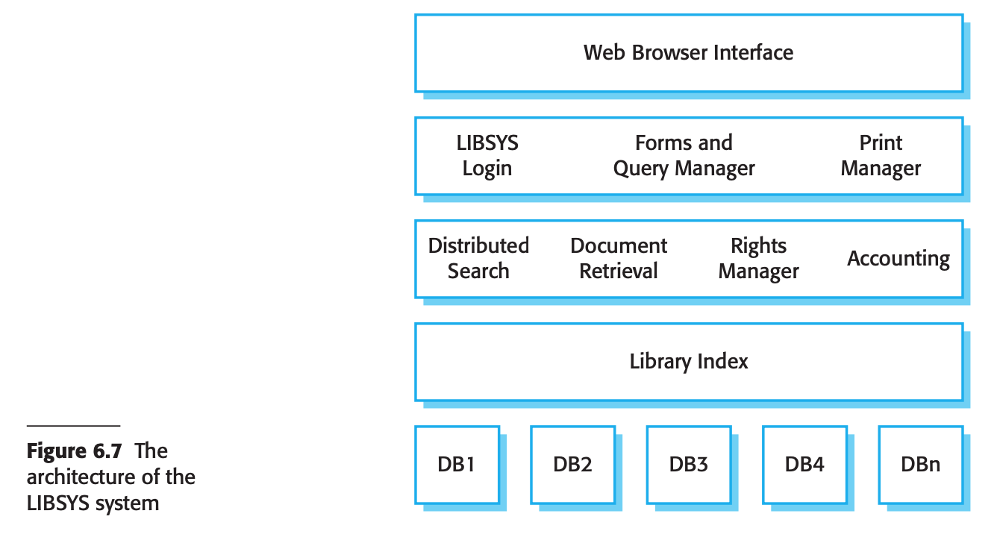 Web Browser Interface
LIBSYS
Login
Forms and
Query Manager
Print
Manager
Distributed
Search
Document
Retrieval
Rights
Manager
Accounting
Library Index
DB1
DB2
DB3
DB4
DBn
Figure 6.7 The
architecture of the
LIBSYS system